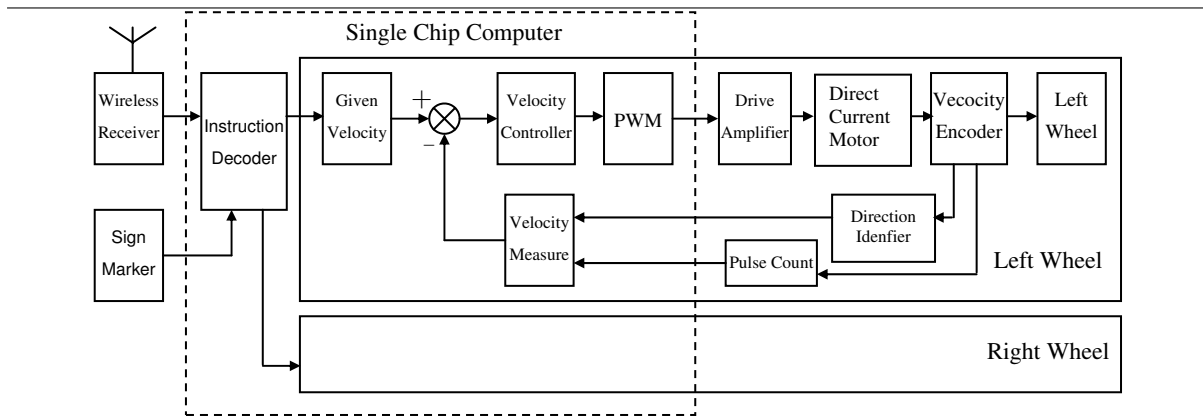 Single Chip Computer
Wireless
Receiver
Instruction
Decoder
Given
Velocity
+
−
Velocity
Controller
PWM
Drive
Amplifier
Direct
Current
Motor
Vecocity
Encoder
Left
Wheel
Sign
Marker
Velocity
Measure
Direction
Idenfier
Pulse Count
Left Wheel
Right Wheel